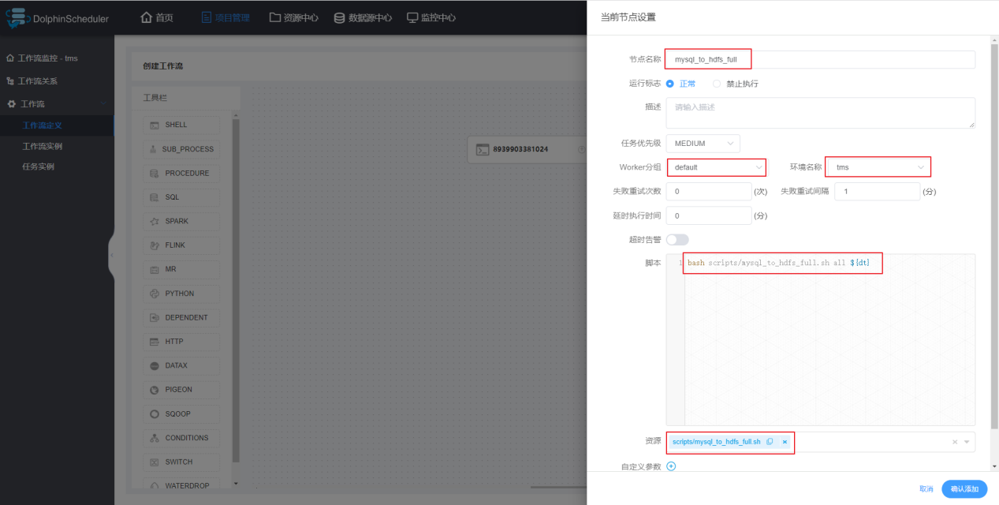 DolphinScheduler
首页
项目管理
资源中心
数据源中心
监控中心
工作流监控 - tms
工作流关系
工作流
工作流定义
工作流实例
任务实例
创建工作流
工具栏
SHELL
SUB_PROCESS
PROCEDURE
SQL
SPARK
FLINK
MR
PYTHON
DEPENDENT
HTTP
DATAX
PIGEON
SQOOP
CONDITIONS
SWITCH
WATERDROP
8939903381024
当前节点设置
节点名称 mysql_to_hdfs_full
运行标志 正常 禁止执行
描述 请输入描述
任务优先级 MEDIUM
Worker分组 default 环境名称 tms
失败重试次数 0 (次) 失败重试间隔 1 (分)
延时执行时间 0 (分)
超时告警
脚本 1 bash scripts/mysql_to_hdfs_full.sh all ${dt}
资源 scripts/mysql_to_hdfs_full.sh
自定义参数
取消 确认添加